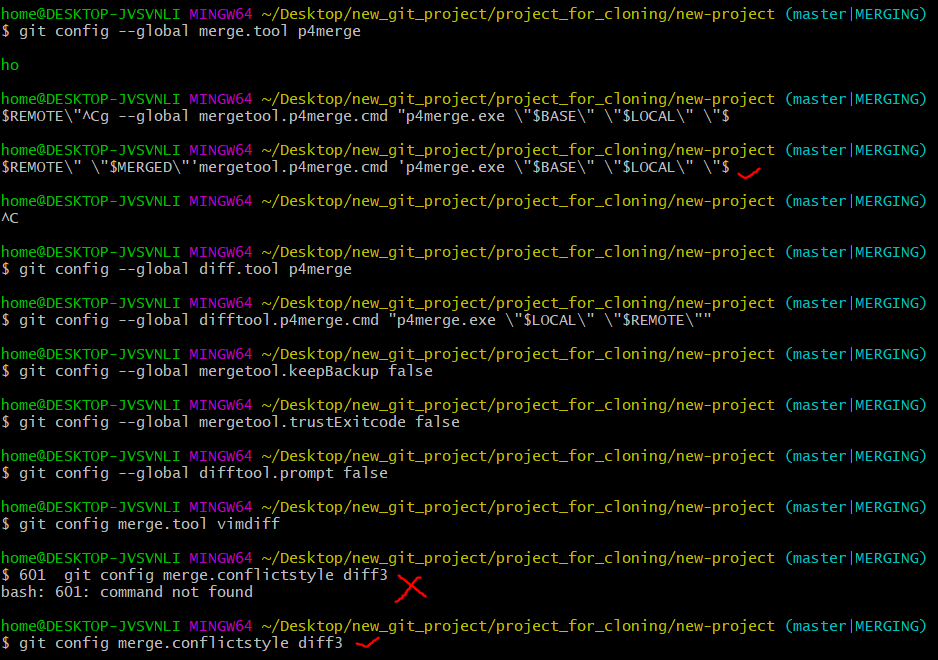 home@DESKTOP-JVSVNLI MINGW64 ~/Desktop/new_git_project/project_for_cloning/new-project (master|MERGING)
$ git config --global merge.tool p4merge
ho
home@DESKTOP-JVSVNLI MINGW64 ~/Desktop/new_git_project/project_for_cloning/new-project (master|MERGING)
$REMOTE\"^Cg --global mergetool.p4merge.cmd "p4merge.exe \"$BASE\" \"$LOCAL\" \"$
home@DESKTOP-JVSVNLI MINGW64 ~/Desktop/new_git_project/project_for_cloning/new-project (master|MERGING)
$REMOTE\" \"$MERGED\"'mergetool.p4merge.cmd 'p4merge.exe \"$BASE\" \"$LOCAL\" \"$
home@DESKTOP-JVSVNLI MINGW64 ~/Desktop/new_git_project/project_for_cloning/new-project (master|MERGING)
^C
home@DESKTOP-JVSVNLI MINGW64 ~/Desktop/new_git_project/project_for_cloning/new-project (master|MERGING)
$ git config --global diff.tool p4merge
home@DESKTOP-JVSVNLI MINGW64 ~/Desktop/new_git_project/project_for_cloning/new-project (master|MERGING)
$ git config --global difftool.p4merge.cmd "p4merge.exe \"$LOCAL\" \"$REMOTE\""
home@DESKTOP-JVSVNLI MINGW64 ~/Desktop/new_git_project/project_for_cloning/new-project (master|MERGING)
$ git config --global mergetool.keepBackup false
home@DESKTOP-JVSVNLI MINGW64 ~/Desktop/new_git_project/project_for_cloning/new-project (master|MERGING)
$ git config --global mergetool.trustExitcode false
home@DESKTOP-JVSVNLI MINGW64 ~/Desktop/new_git_project/project_for_cloning/new-project (master|MERGING)
$ git config --global difftool.prompt false
home@DESKTOP-JVSVNLI MINGW64 ~/Desktop/new_git_project/project_for_cloning/new-project (master|MERGING)
$ git config merge.tool vimdiff
home@DESKTOP-JVSVNLI MINGW64 ~/Desktop/new_git_project/project_for_cloning/new-project (master|MERGING)
$ 601  git config merge.conflictstyle diff3
bash: 601: command not found
home@DESKTOP-JVSVNLI MINGW64 ~/Desktop/new_git_project/project_for_cloning/new-project (master|MERGING)
$ git config merge.conflictstyle diff3